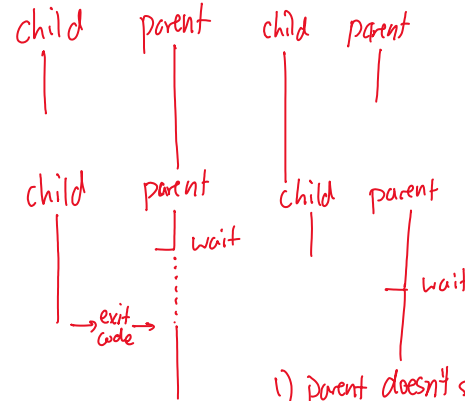 child parent child parent
child parent child parent
wait
wait
exit
code
1) parent doesn't